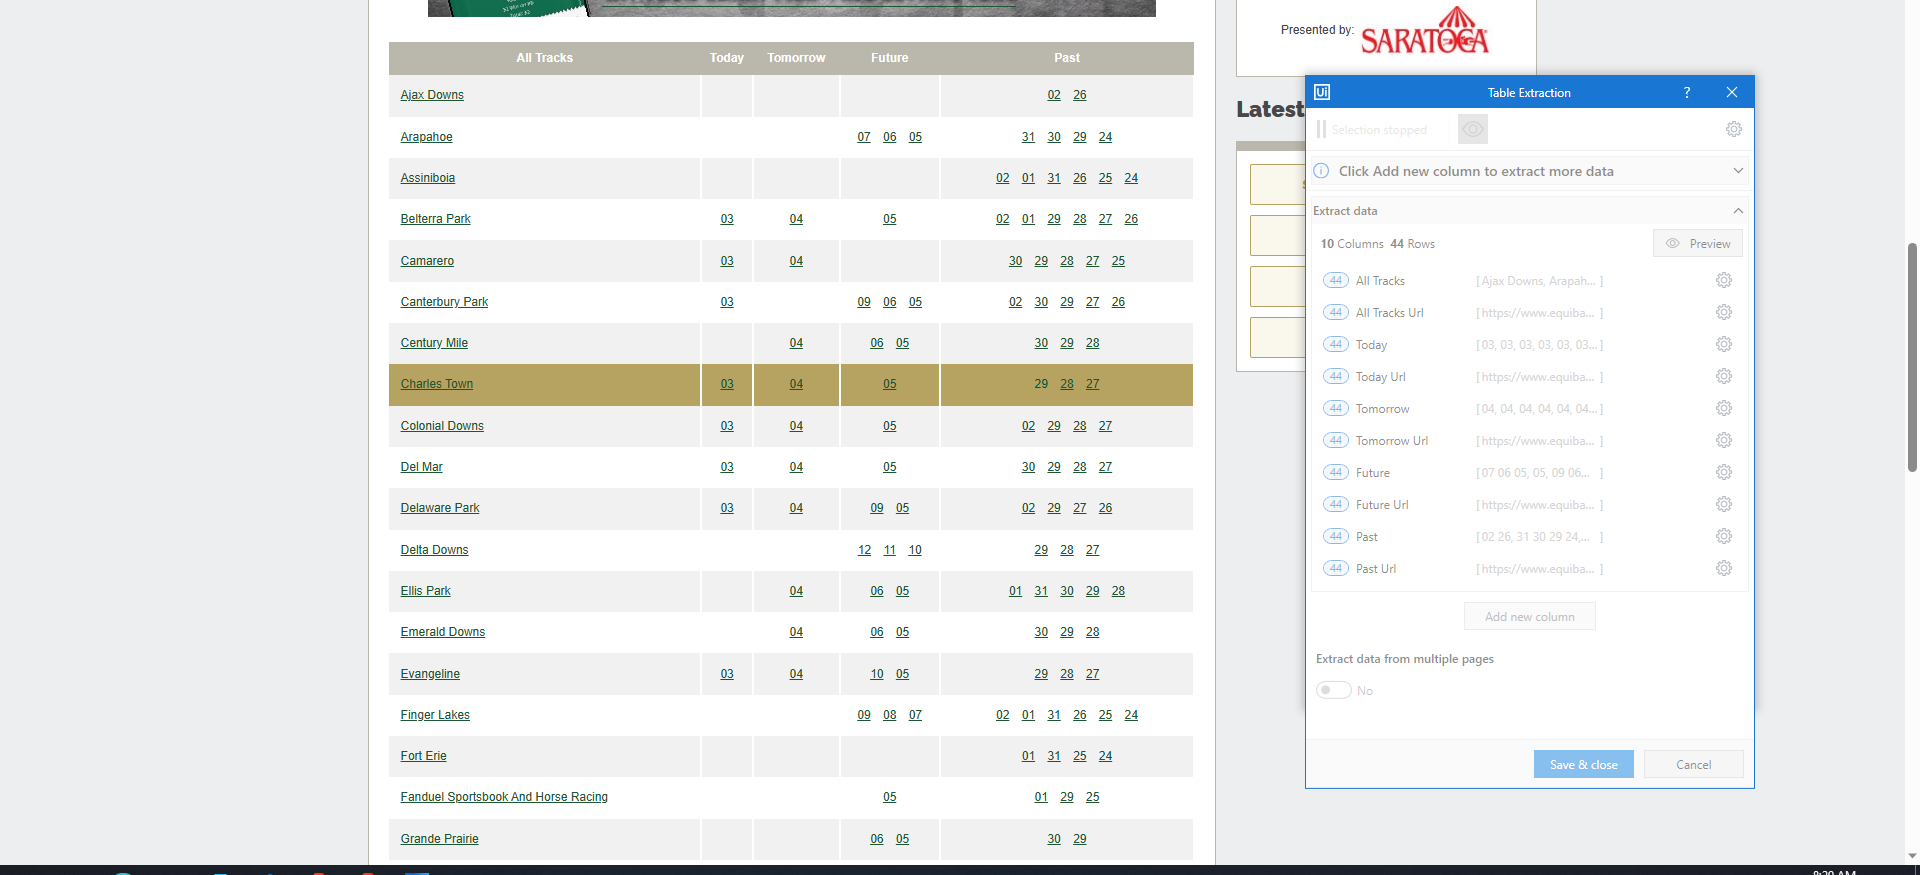 Presented by: SARATOGA
All Tracks Today Tomorrow Future Past
Ajax Downs 02 26
Arapahoe 07 06 05 31 30 29 24
Assiniboia 02 01 31 26 25 24
Belterra Park 03 04 05 02 01 29 28 27 26
Camarero 03 04 30 29 28 27 25
Canterbury Park 03 09 06 05 02 30 29 27 26
Century Mile 04 06 05 30 29 28
Charles Town 03 04 05 29 28 27
Colonial Downs 03 04 05 02 29 28 27
Del Mar 03 04 05 30 29 28 27
Delaware Park 03 04 09 05 02 29 27 26
Delta Downs 12 11 10 29 28 27
Ellis Park 04 06 05 01 31 30 29 28
Emerald Downs 04 06 05 30 29 28
Evangeline 03 04 10 05 29 28 27
Finger Lakes 09 08 07 02 01 31 26 25 24
Fort Erie 01 31 25 24
Fanduel Sportsbook And Horse Racing 05 01 29 25
Grande Prairie 06 05 30 29
Latest
Ui Table Extraction ?
Selection stopped
Click Add new column to extract more data
Extract data
10 Columns 44 Rows Preview
44 All Tracks [ Ajax Downs, Arapah... ]
44 All Tracks Url [ https://www.equiba... ]
44 Today [ 03, 03, 03, 03, 03, 03... ]
44 Today Url [ https://www.equiba... ]
44 Tomorrow [ 04, 04, 04, 04, 04, 04... ]
44 Tomorrow Url [ https://www.equiba... ]
44 Future [ 07 06 05, 05, 09 06... ]
44 Future Url [ https://www.equiba... ]
44 Past [ 02 26, 31 30 29 24,... ]
44 Past Url [ https://www.equiba... ]
Add new column
Extract data from multiple pages
No
Save & close Cancel